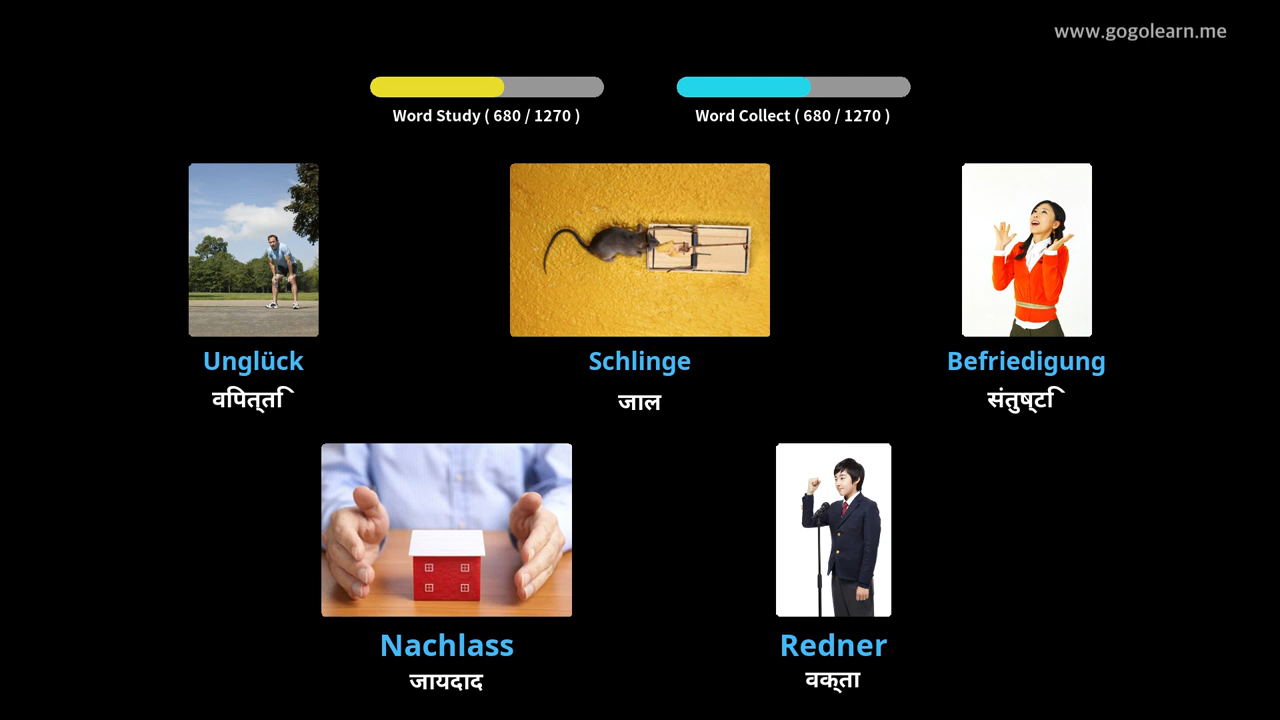 www.gogolearn.me
Word Study ( 680 / 1270 )
Word Collect ( 680 / 1270 )
Unglück
Schlinge
Befriedigung
विपत्ति
जाल
संतुष्टि
Nachlass
Redner
जायदाद
वक्ता